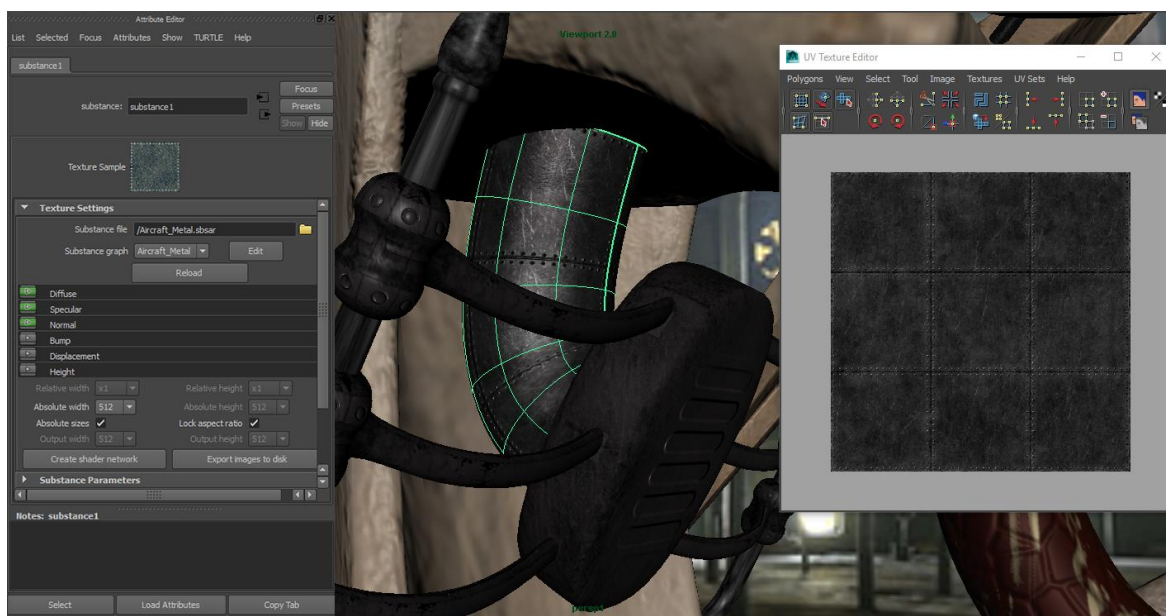 Attribute Editor
List Selected Focus Attributes Show TURTLE Help
substance1
Focus
substance: substance1
Presets
Show Hide
Texture Sample
Texture Settings
Substance file /Aircraft_Metal.sbsar
Substance graph Aircraft_Metal Edit
Reload
Diffuse
Specular
Normal
Bump
Displacement
Height
Relative width x1 Relative height x1
Absolute width 512 Absolute height 512
Absolute sizes Lock aspect ratio
Output width 512 Output height 512
Create shader network Export images to disk
Substance Parameters
Notes: substance1
Select Load Attributes Copy Tab
Viewport 2.0
persp1
UV Texture Editor
Polygons View Select Tool Image Textures UV Sets Help